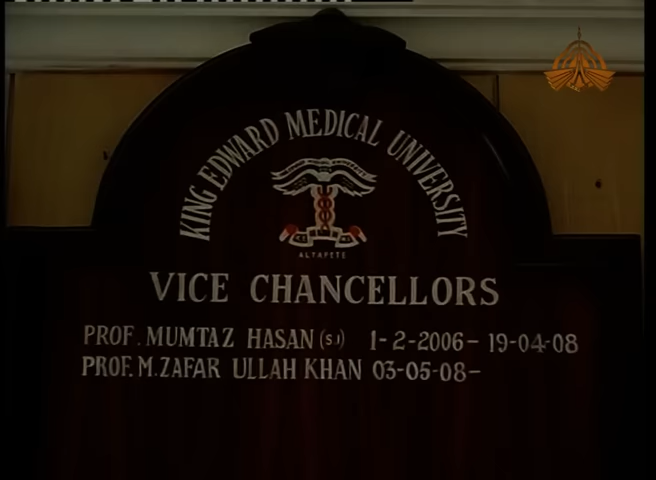 KING EDWARD MEDICAL UNIVERSITY
ALTAPITE
VICE CHANCELLORS
PROF. MUMTAZ HASAN (SI) 1-2-2006- 19-04-08
PROF. M. ZAFAR ULLAH KHAN 03-05-08-